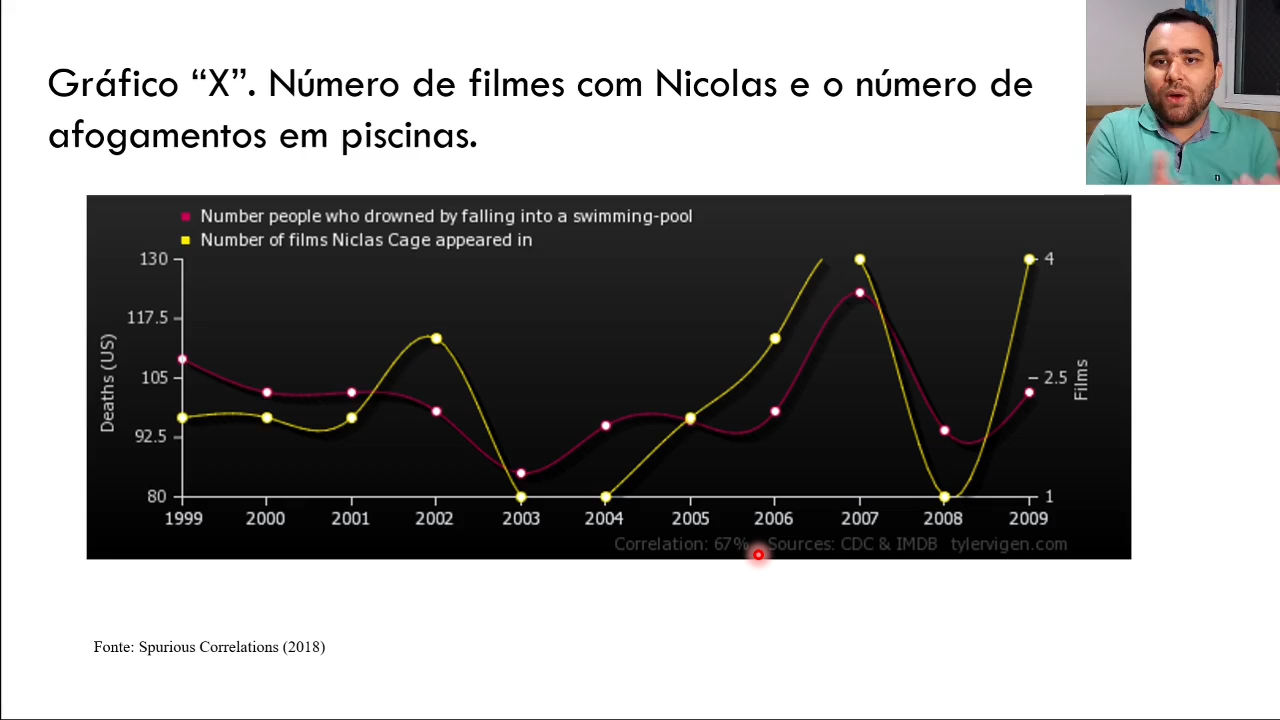 Gráfico “X”. Número de filmes com Nicolas e o número de
afogamentos em piscinas.
Number people who drowned by falling into a swimming-pool
Number of films Niclas Cage appeared in
130
117.5
105
92.5
80
Deaths (US)
4
2.5
1
Films
1999 2000 2001 2002 2003 2004 2005 2006 2007 2008 2009
Correlation: 67% Sources: CDC & IMDB tylervigen.com
Fonte: Spurious Correlations (2018)